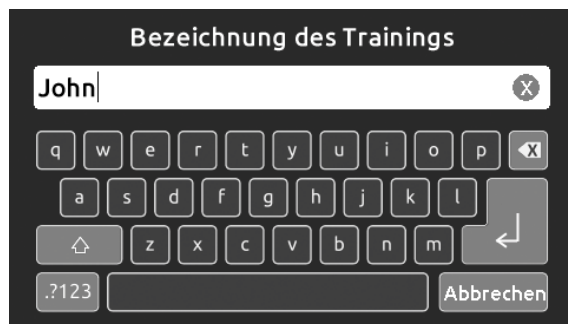 Bezeichnung des Trainings
John
q w e r t y u i o p
a s d f g h j k l
z x c v b n m
.?123 Abbrechen